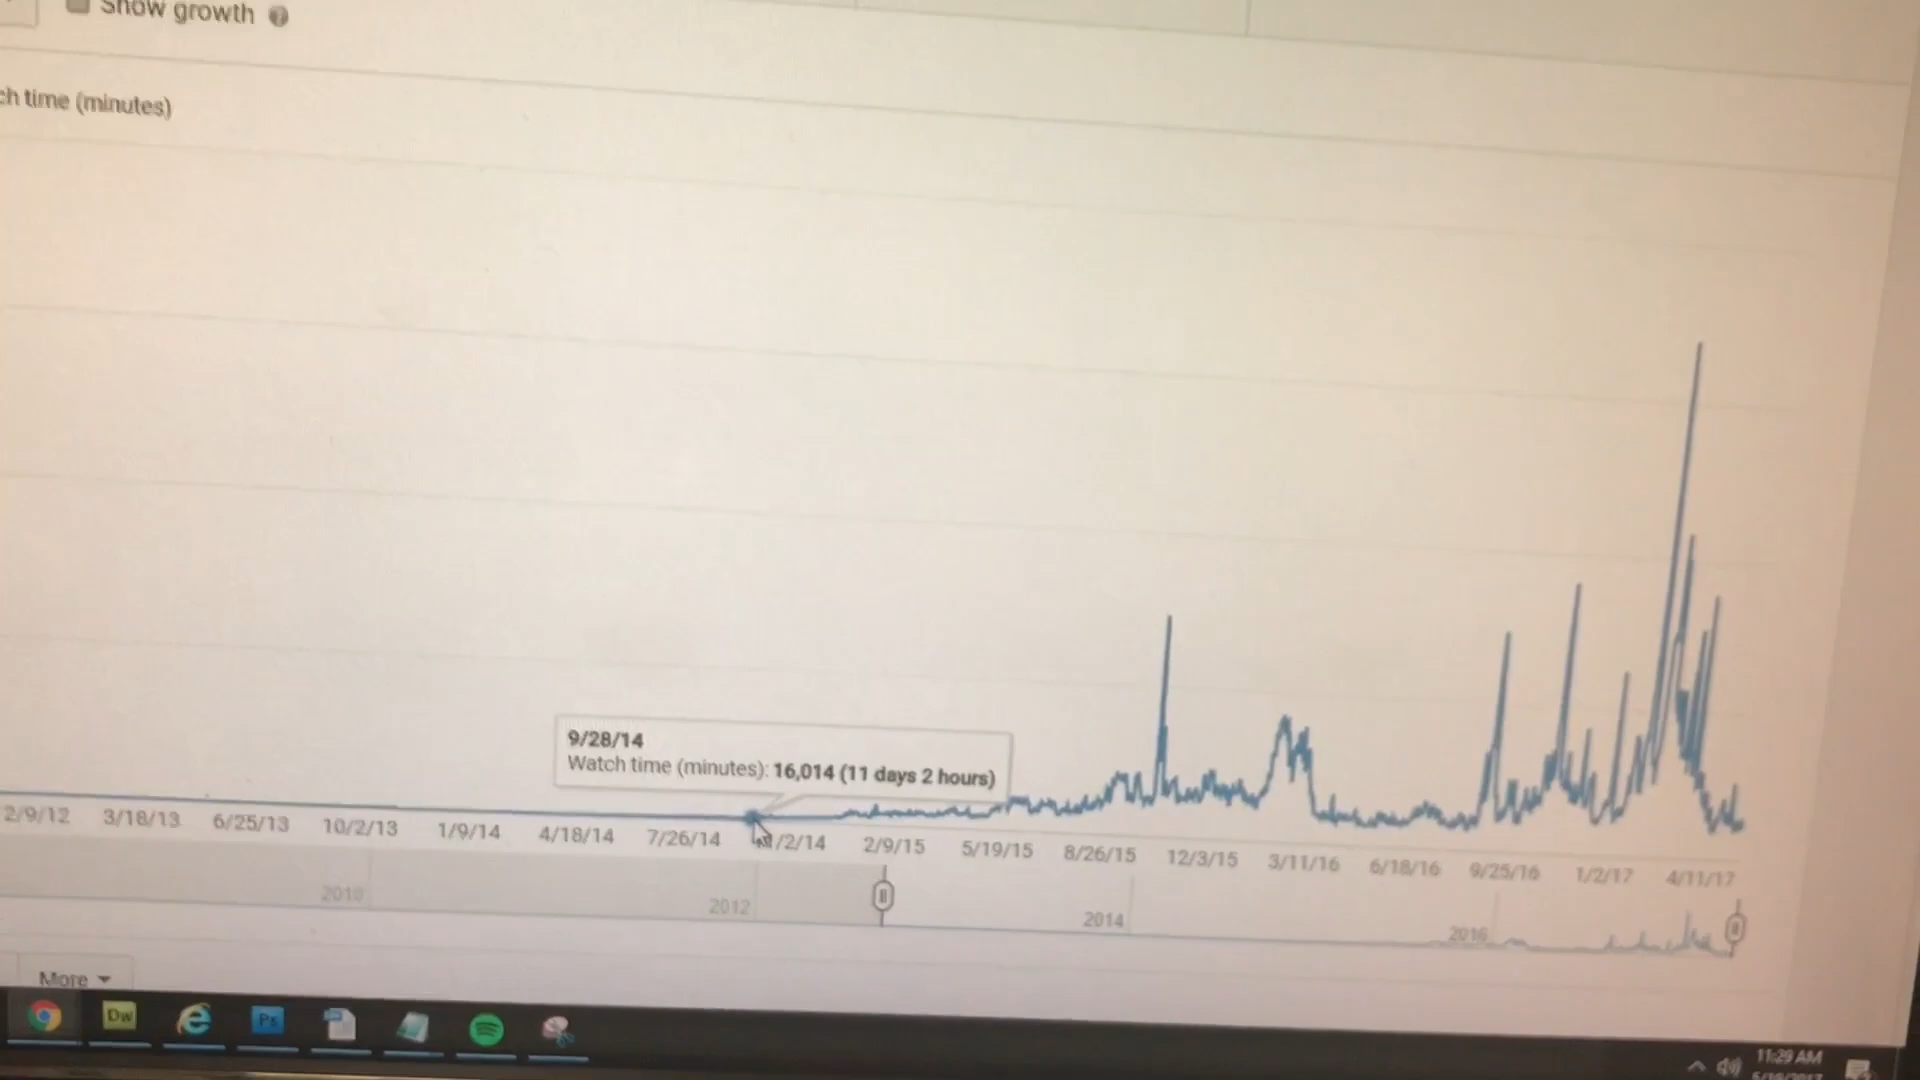 Show growth
time (minutes)
9/28/14
Watch time (minutes): 16,014 (11 days 2 hours)
2/9/12 3/18/13 6/25/13 10/2/13 1/9/14 4/18/14 7/26/14 /2/14 2/9/15 5/19/15 8/26/15 12/3/15 3/11/16 6/18/16 9/25/16 1/2/17 4/11/17
2010 2012 2014 2016
More
Dw
Ps
11:29 AM